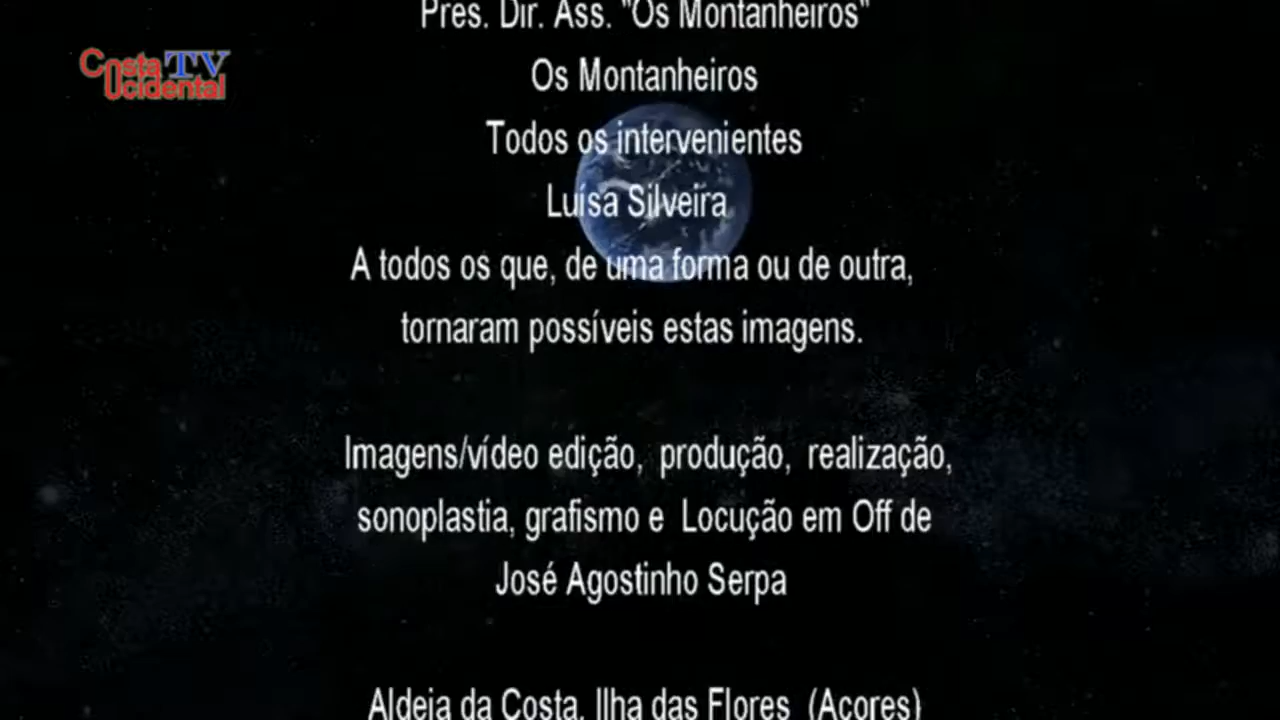 Pres. Dir. Ass. "Os Montanheiros"
Costa TV
Ocidental
Os Montanheiros
Todos os intervenientes
Luísa Silveira
A todos os que, de uma forma ou de outra,
tornaram possíveis estas imagens.
Imagens/vídeo edição, produção, realização,
sonoplastia, grafismo e Locução em Off de
José Agostinho Serpa
Aldeia da Costa, Ilha das Flores (Açores)